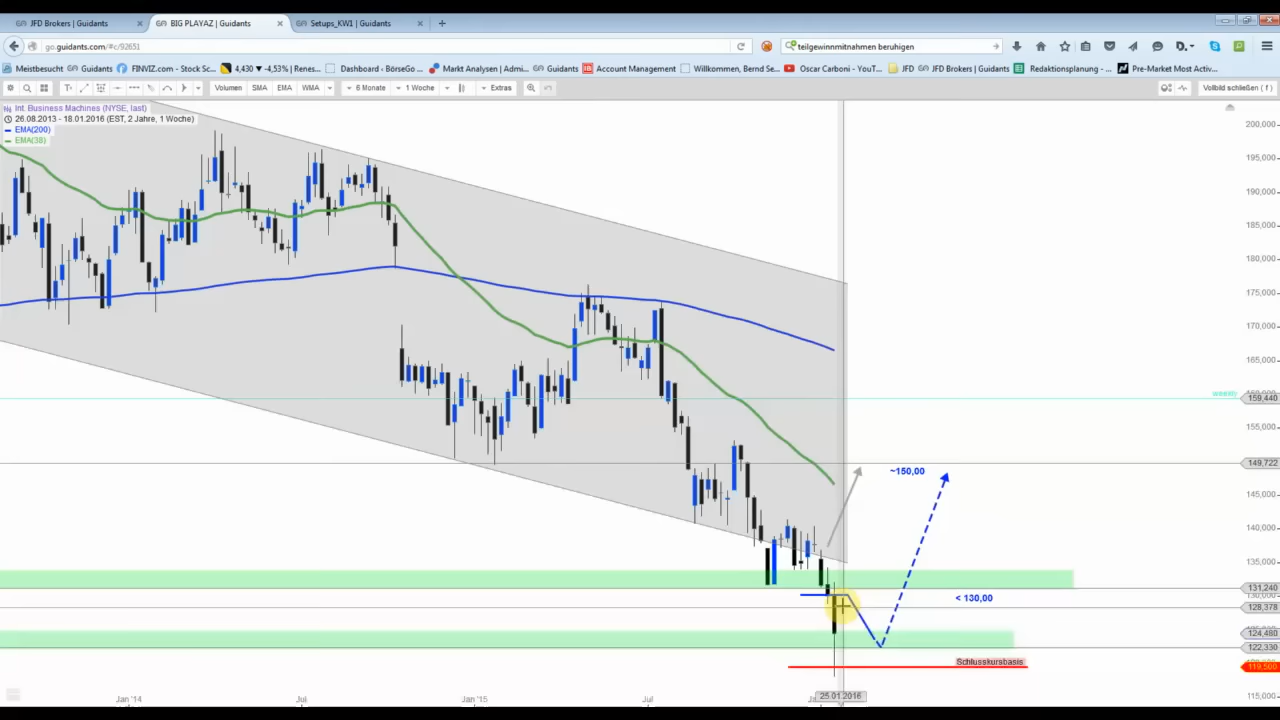 JFD Brokers | Guidants
BIG PLAYAZ | Guidants
Setups_KW1 | Guidants
go.guidants.com/#c/92651
teilgewinnmitnahmen beruhigen
Meistbesucht
Guidants
FINVIZ.com - Stock Sc...
4,430 ▾ -4,53% | Renes...
Dashboard - BörseGo ...
Markt Analysen | Admi...
Guidants
Account Management
Willkommen, Bernd Se...
Oscar Carboni - YouT...
JFD
JFD Brokers | Guidants
Redaktionsplanung - ...
Pre-Market Most Activ...
Volumen
SMA
EMA
WMA
6 Monate
1 Woche
Extras
Vollbild schließen ( f )
Int. Business Machines (NYSE, last)
26.08.2013 - 18.01.2016 (EST, 2 Jahre, 1 Woche)
EMA(200)
EMA(38)
200,000
195,000
190,000
185,000
180,000
175,000
170,000
165,000
weekly
159,440
155,000
149,722
~150,00
145,000
140,000
135,000
131,240
< 130,00
128,378
124,480
122,330
Schlusskursbasis
119,500
115,000
Jan '14
Jul
Jan '15
Jul
25.01.2016